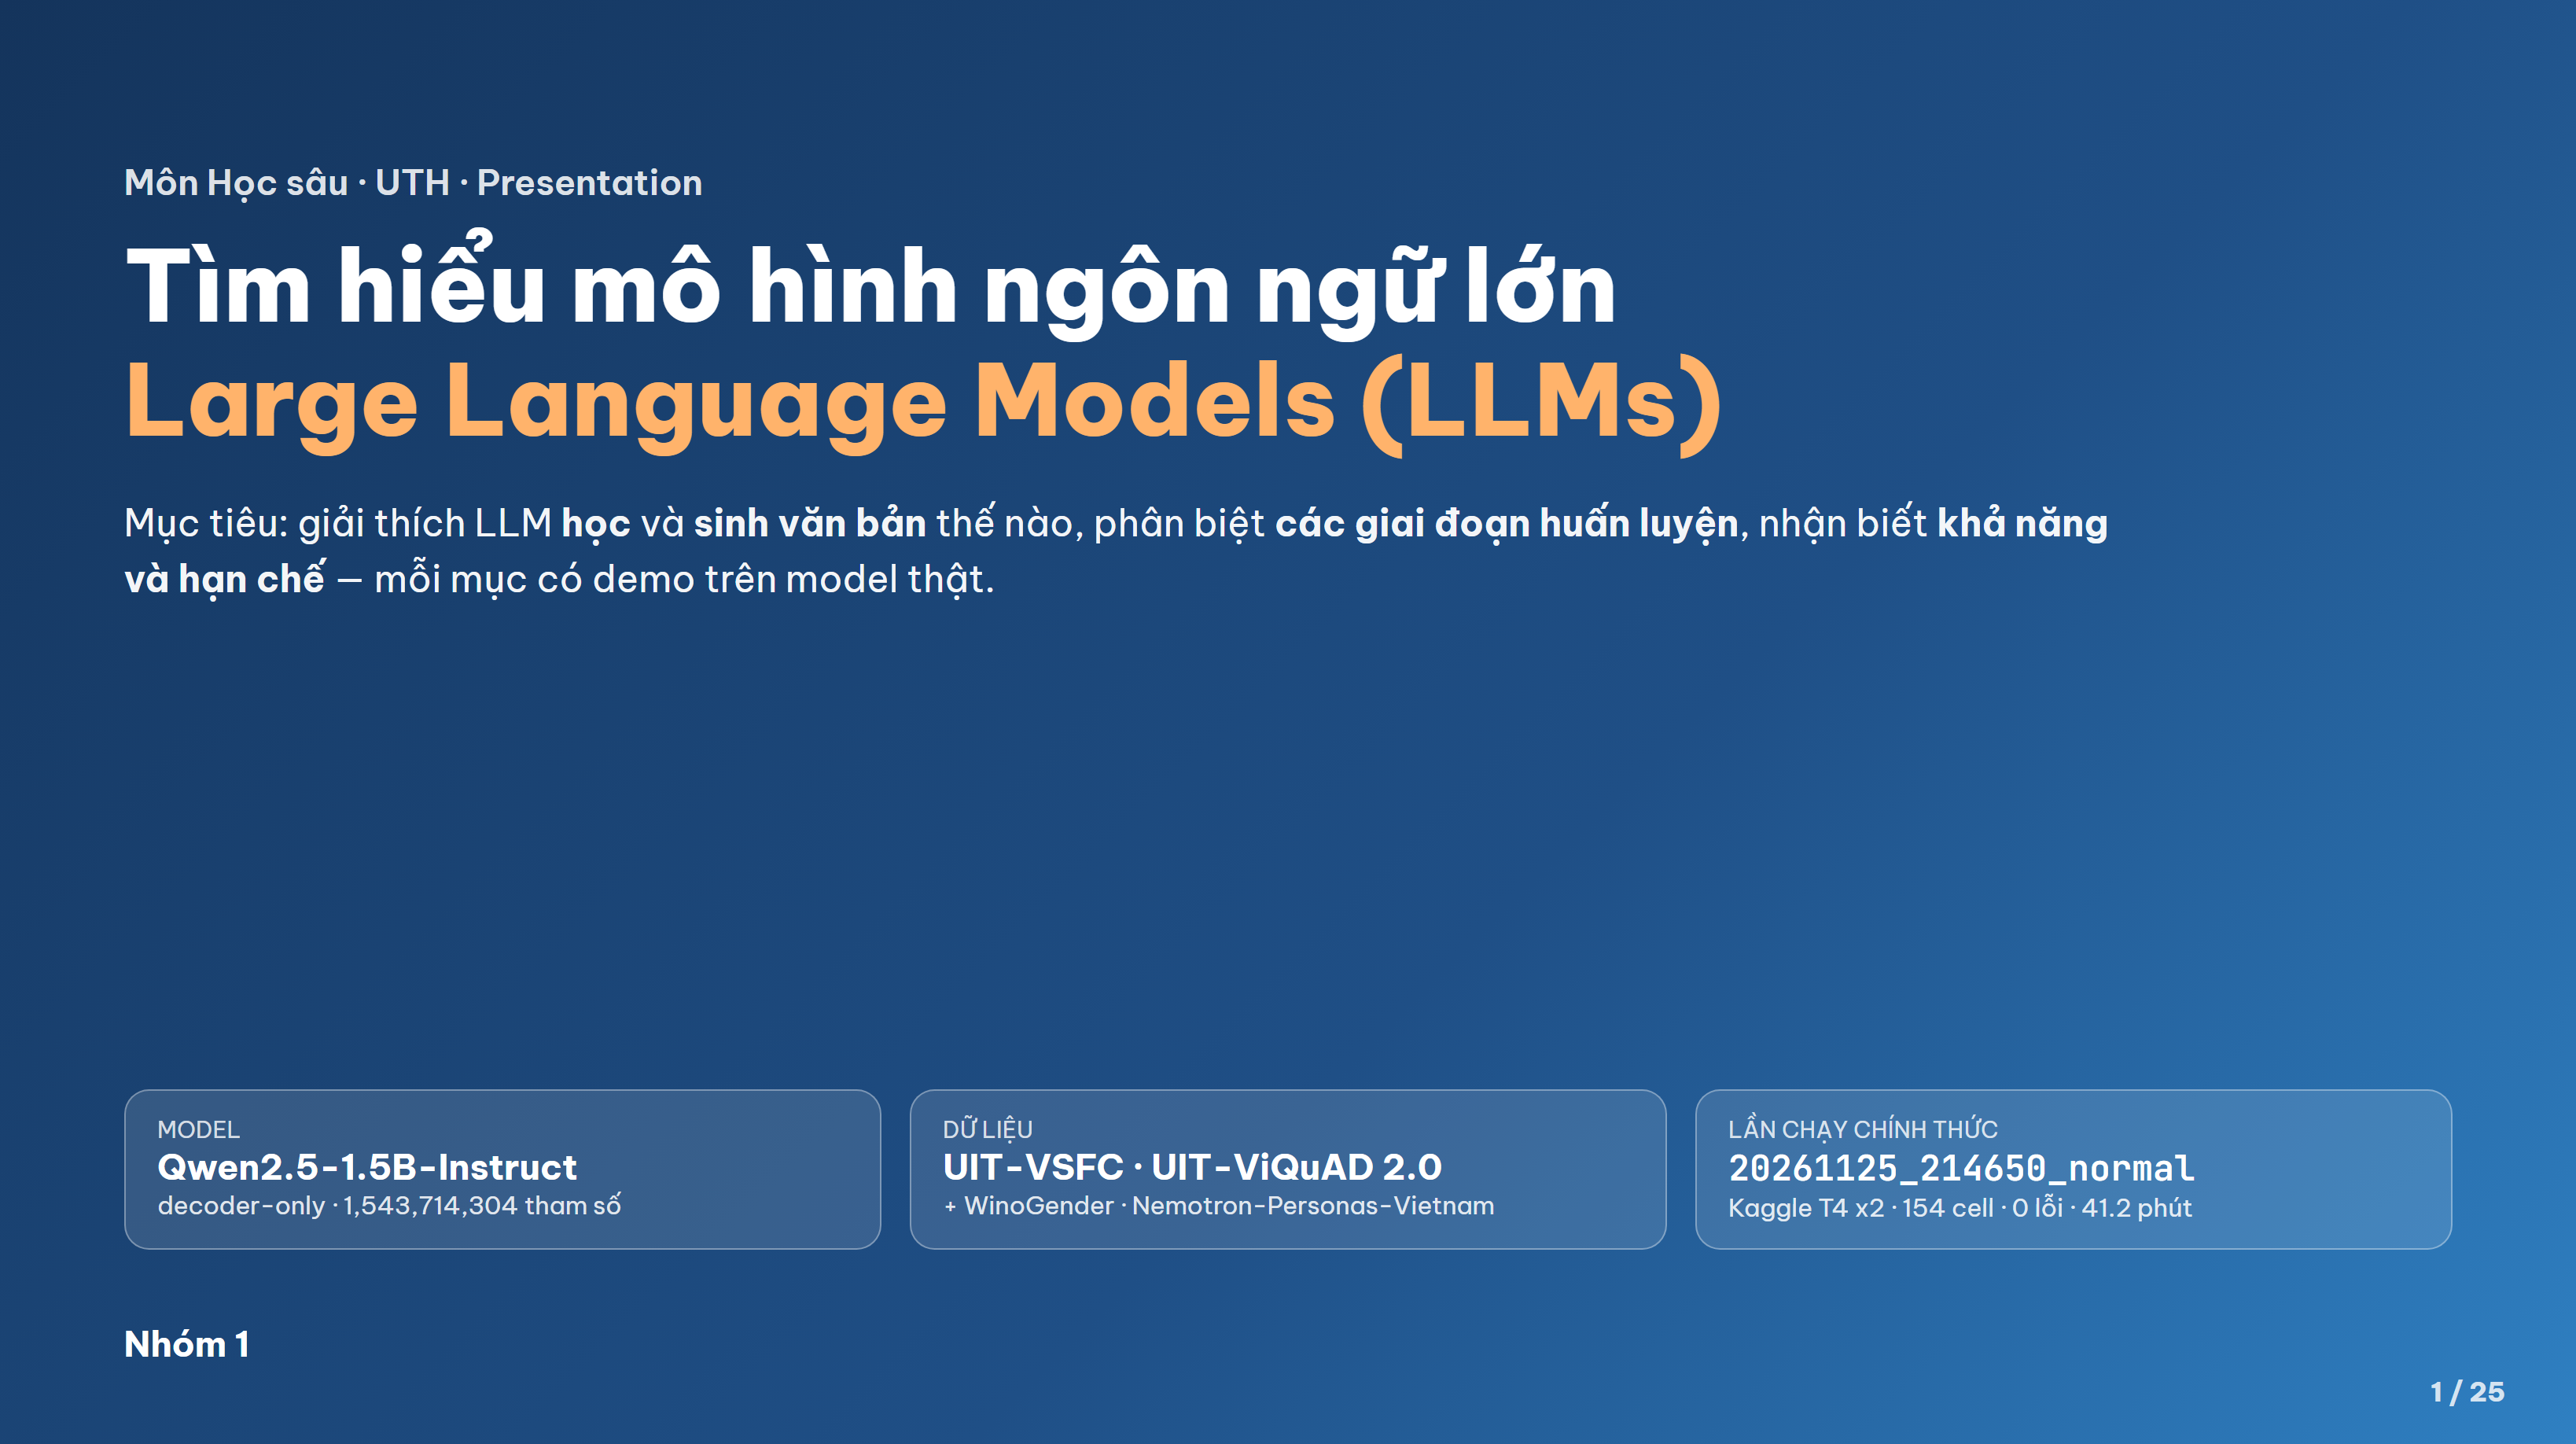 Môn Học sâu · UTH · Presentation
Tìm hiểu mô hình ngôn ngữ lớn
Large Language Models (LLMs)
Mục tiêu: giải thích LLM học và sinh văn bản thế nào, phân biệt các giai đoạn huấn luyện, nhận biết khả năng
và hạn chế — mỗi mục có demo trên model thật.
MODEL
Qwen2.5-1.5B-Instruct
decoder-only · 1,543,714,304 tham số
DỮ LIỆU
UIT-VSFC · UIT-ViQuAD 2.0
+ WinoGender · Nemotron-Personas-Vietnam
LẦN CHẠY CHÍNH THỨC
20261125_214650_normal
Kaggle T4 x2 · 154 cell · 0 lỗi · 41.2 phút
Nhóm 1
1 / 25